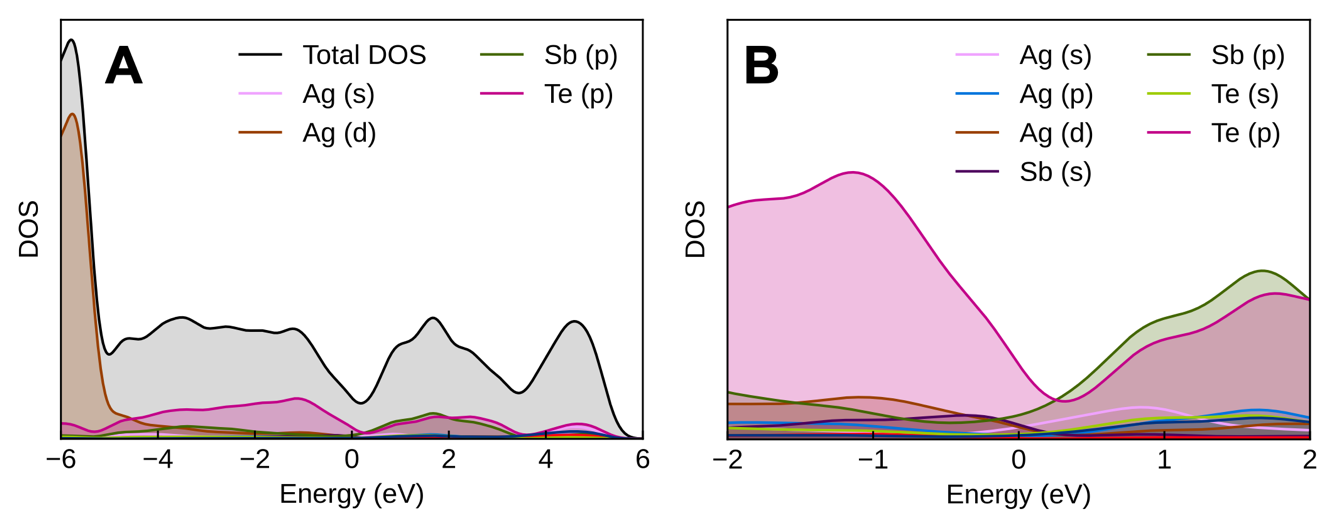 A
Total DOS
Ag (s)
Ag (d)
Sb (p)
Te (p)
DOS
−6
−4
−2
0
2
4
6
Energy (eV)
B
Ag (s)
Ag (p)
Ag (d)
Sb (s)
Sb (p)
Te (s)
Te (p)
DOS
−2
−1
0
1
2
Energy (eV)